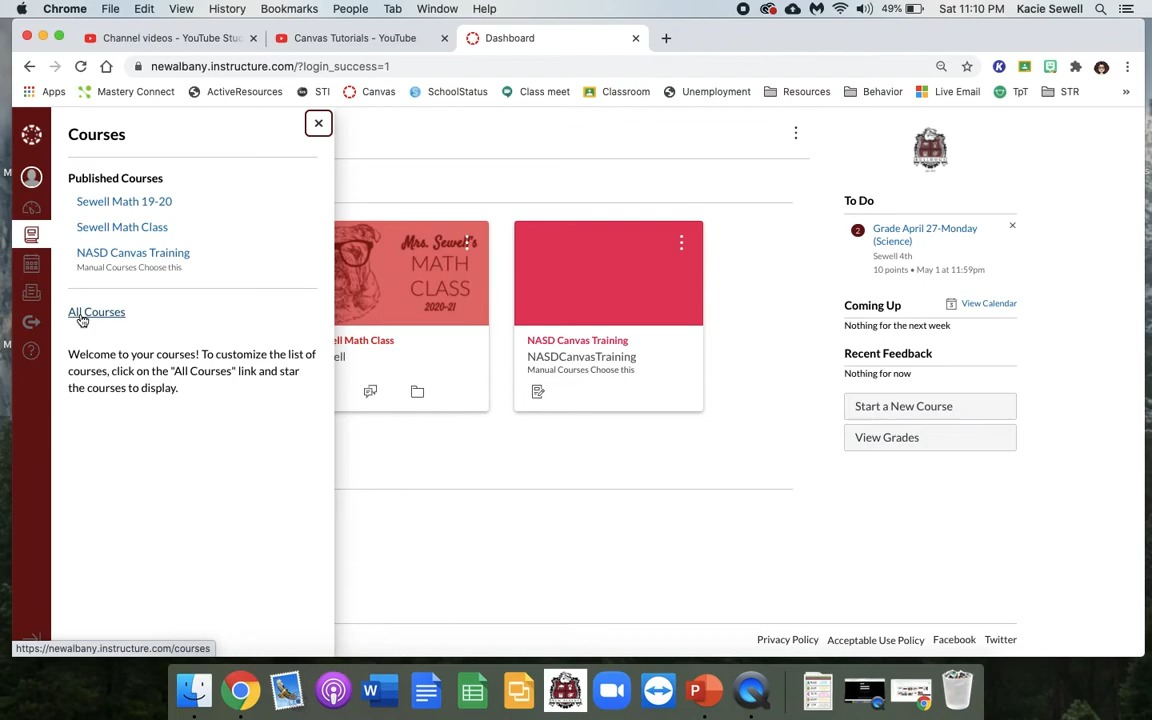 Chrome File Edit View History Bookmarks People Tab Window Help 49% Sat 11:10 PM Kacie Sewell
Channel videos - YouTube Stu Canvas Tutorials - YouTube Dashboard
newalbany.instructure.com/?login_success=1
Apps Mastery Connect ActiveResources STI Canvas SchoolStatus Class meet Classroom Unemployment Resources Behavior Live Email TpT STR »
Courses
Published Courses
Sewell Math 19-20
Sewell Math Class
NASD Canvas Training
Manual Courses Choose this
All Courses
Welcome to your courses! To customize the list of
courses, click on the "All Courses" link and star
the courses to display.
Mrs. Sewell's
MATH
CLASS
2020-21
ell Math Class
ell
NASD Canvas Training
NASDCanvasTraining
Manual Courses Choose this
To Do
2 Grade April 27-Monday
(Science)
Sewell 4th
10 points • May 1 at 11:59pm
Coming Up View Calendar
Nothing for the next week
Recent Feedback
Nothing for now
Start a New Course
View Grades
Privacy Policy Acceptable Use Policy Facebook Twitter
https://newalbany.instructure.com/courses